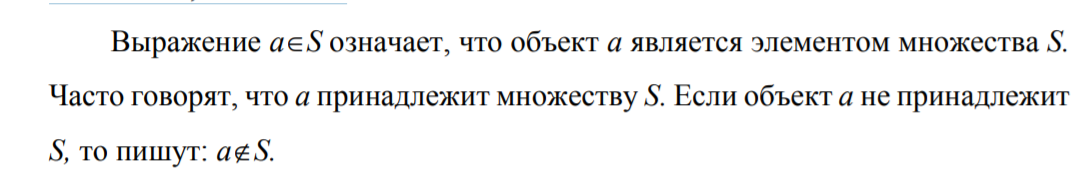 Выражение a∈S означает, что объект a является элементом множества S.
Часто говорят, что a принадлежит множеству S. Если объект a не принадлежит
S, то пишут: a∉S.